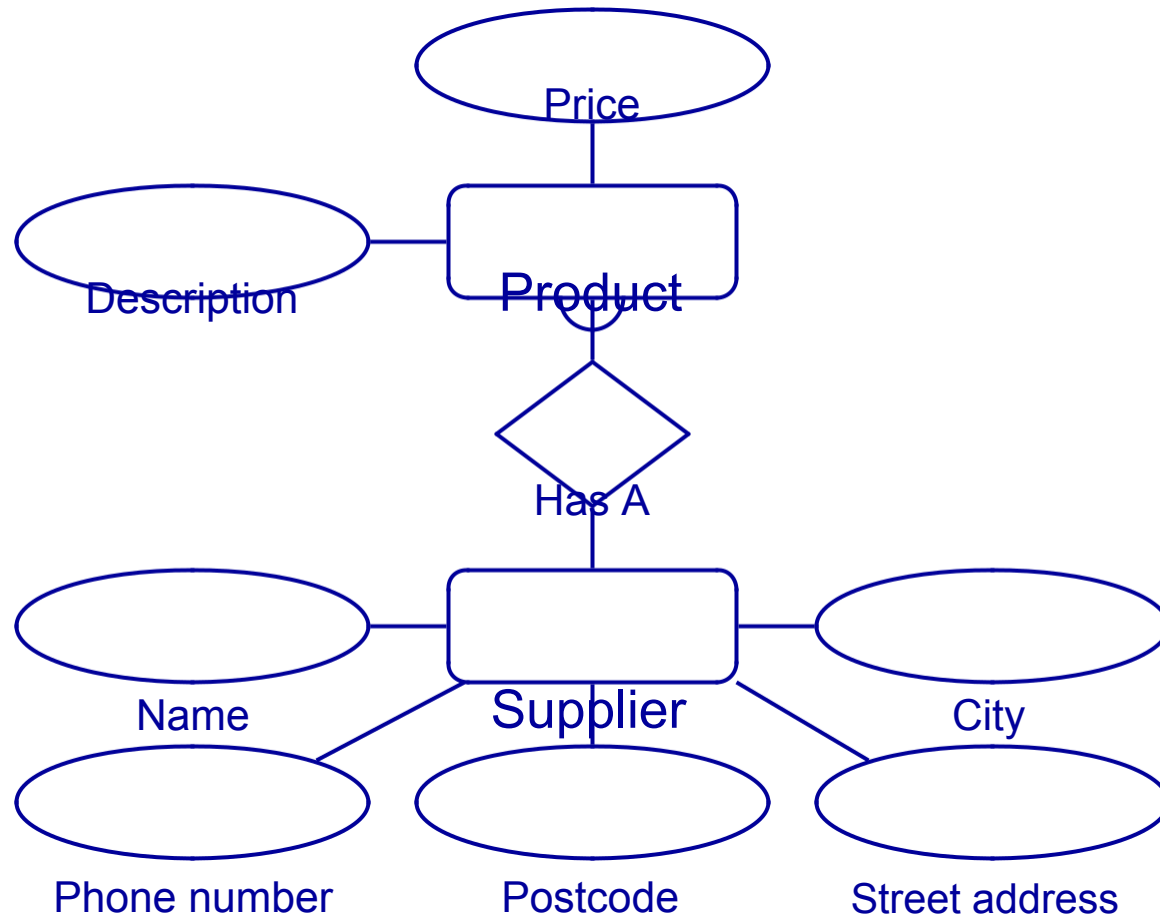 Price
Description
Product
Has A
Name
Supplier
City
Phone number
Postcode
Street address